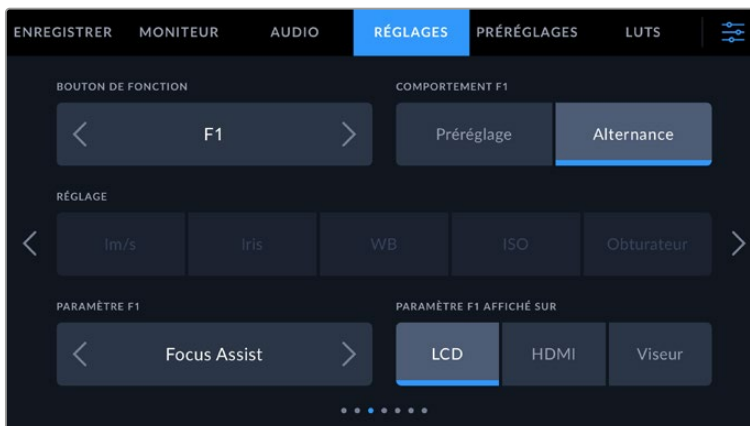 ENREGISTRER MONITEUR AUDIO RÉGLAGES PRÉRÉGLAGES LUTS
BOUTON DE FONCTION COMPORTEMENT F1
F1 Préréglage Alternance
RÉGLAGE
Im/s Iris WB ISO Obturateur
PARAMÈTRE F1 PARAMÈTRE F1 AFFICHÉ SUR
Focus Assist LCD HDMI Viseur